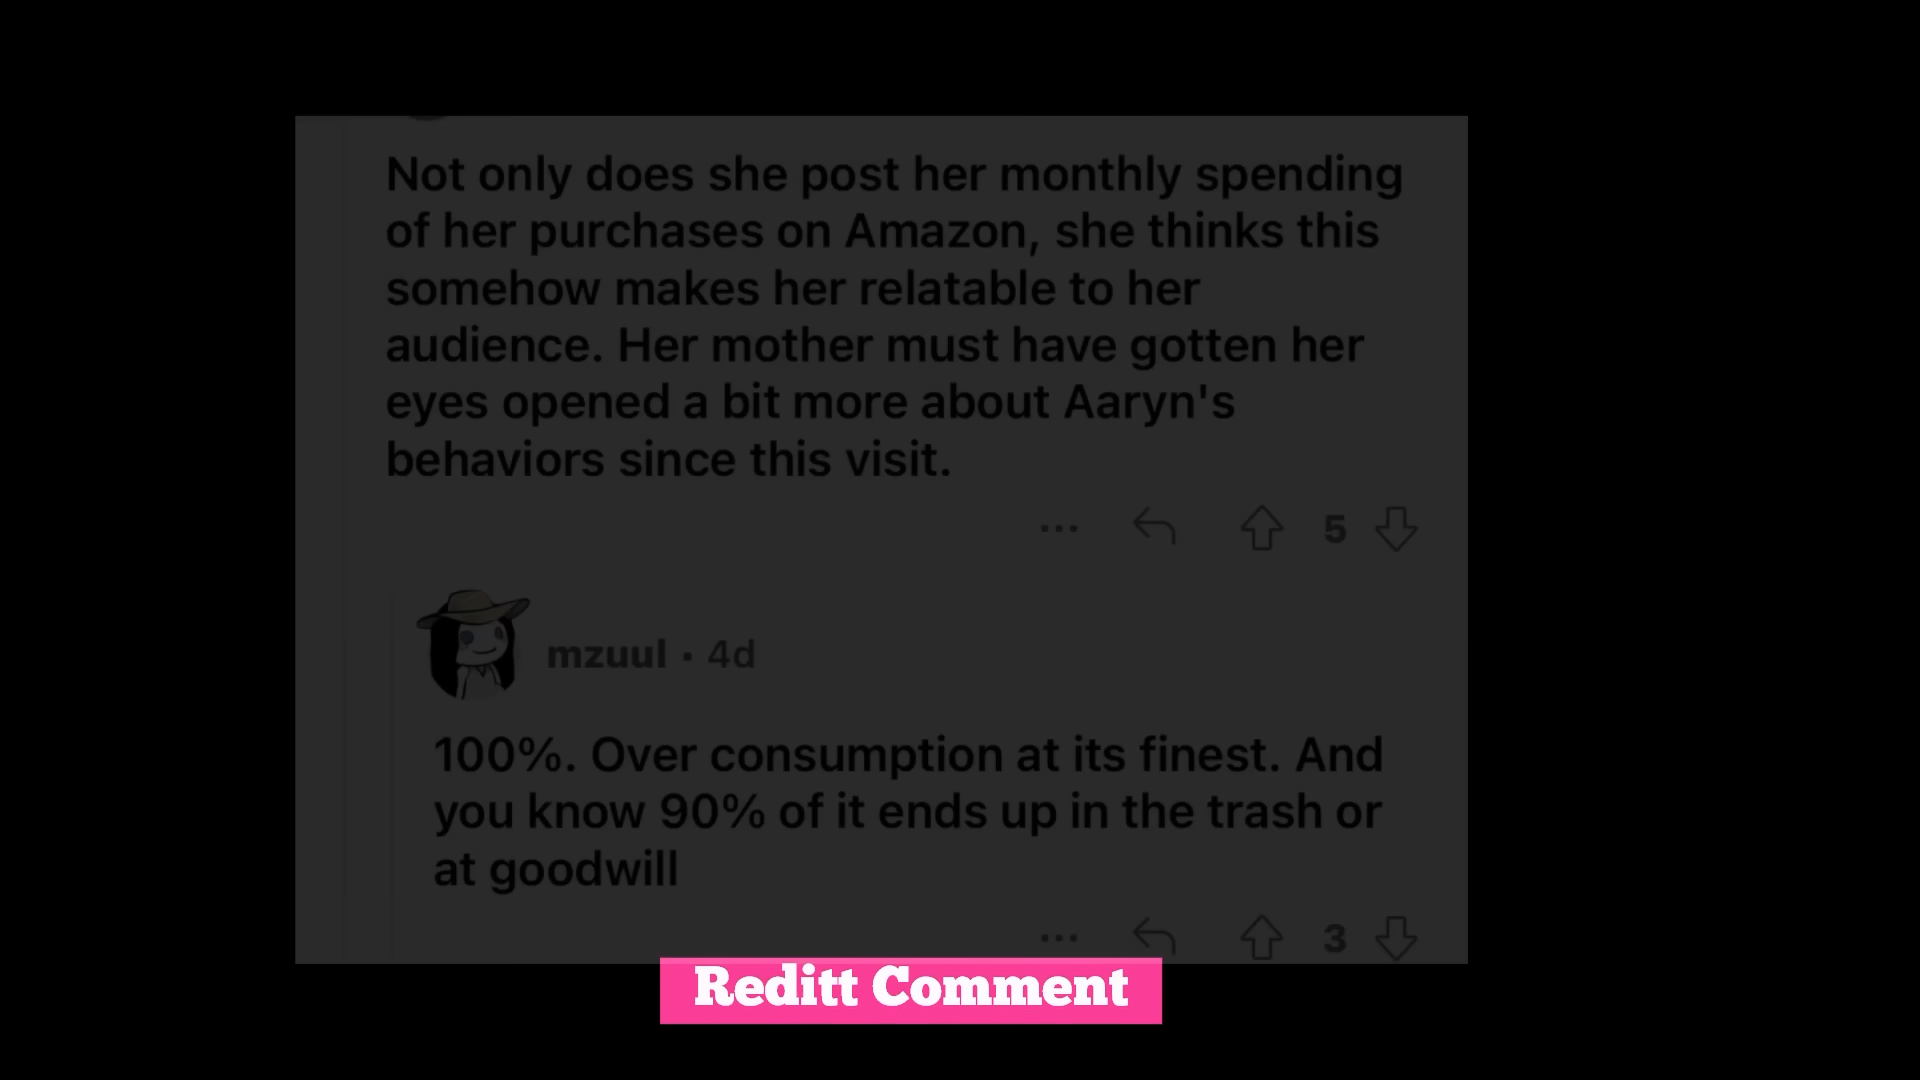 Not only does she post her monthly spending
of her purchases on Amazon, she thinks this
somehow makes her relatable to her
audience. Her mother must have gotten her
eyes opened a bit more about Aaryn's
behaviors since this visit.
... 5
mzuul · 4d
100%. Over consumption at its finest. And
you know 90% of it ends up in the trash or
at goodwill
... 3
Reditt Comment